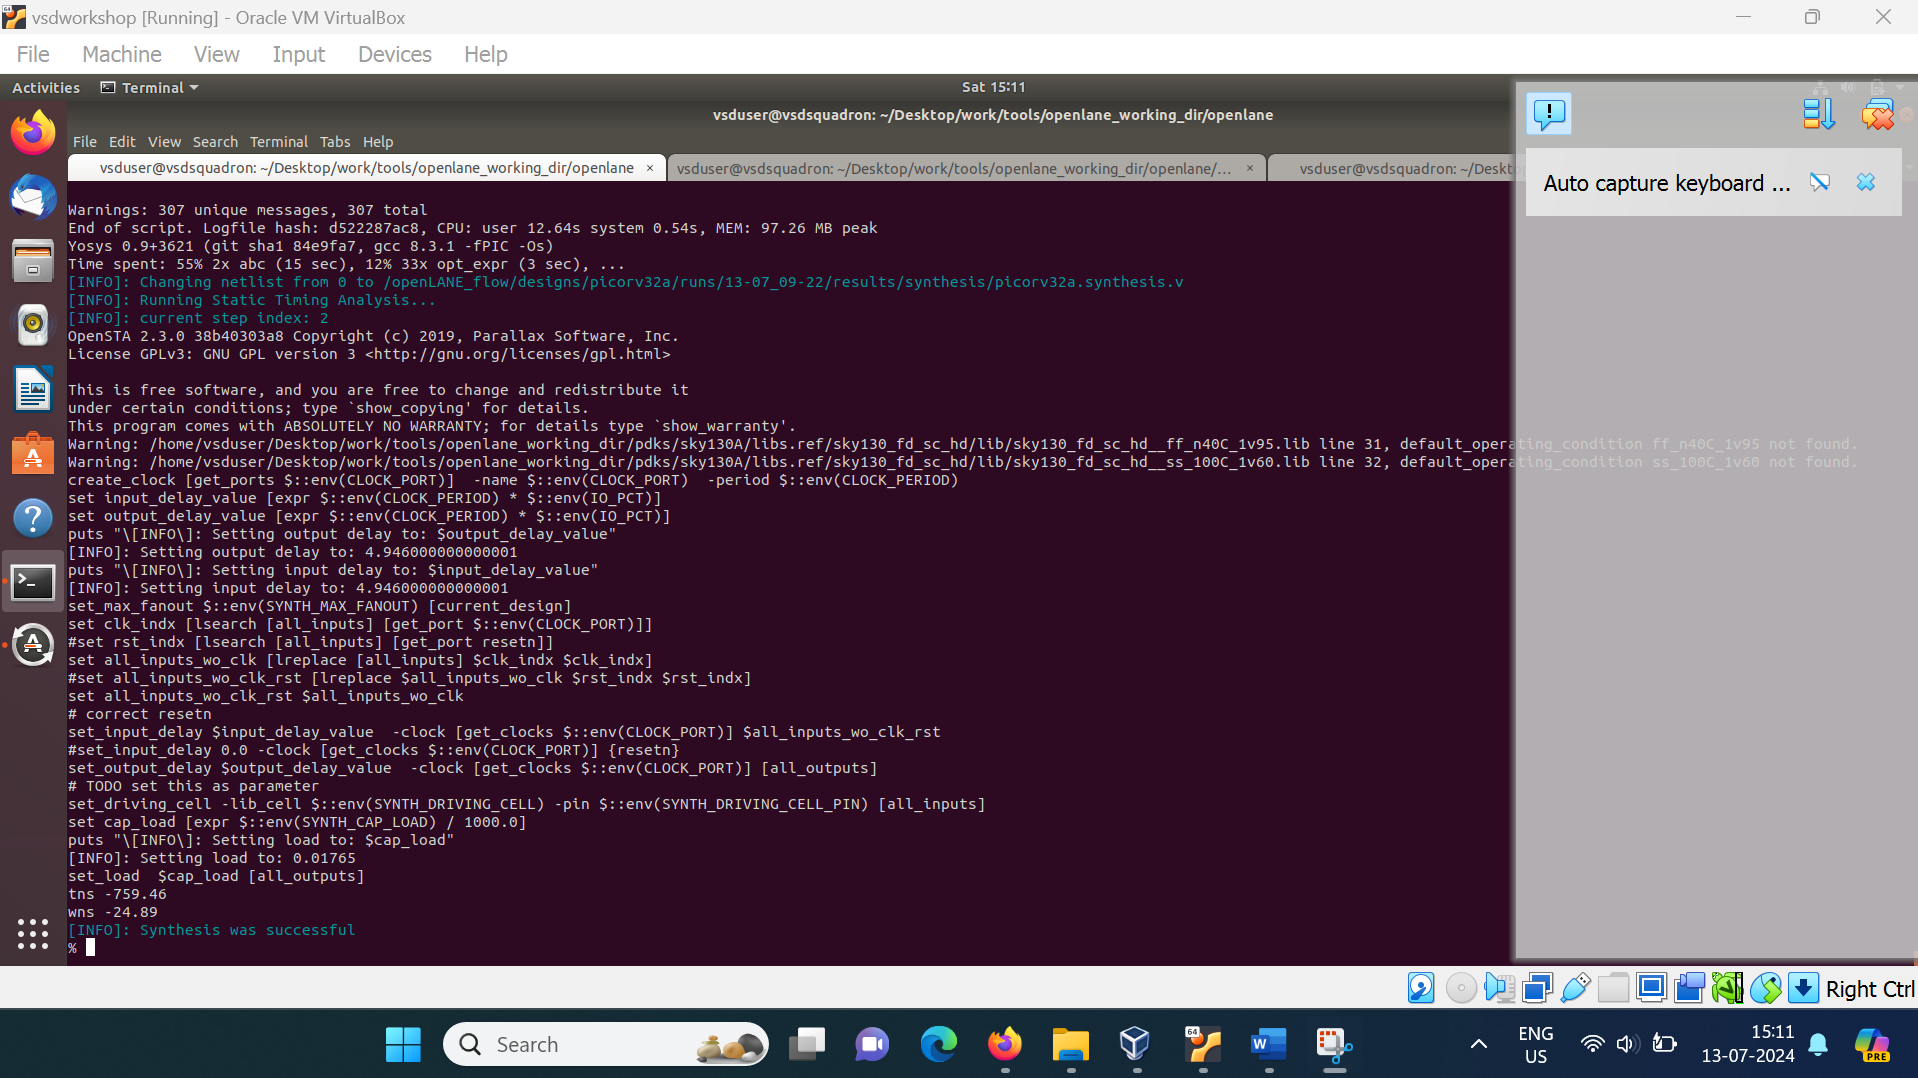 vsdworkshop [Running] - Oracle VM VirtualBox
File Machine View Input Devices Help
Activities Terminal Sat 15:11
vsduser@vsdsquadron: ~/Desktop/work/tools/openlane_working_dir/openlane
File Edit View Search Terminal Tabs Help
vsduser@vsdsquadron: ~/Desktop/work/tools/openlane_working_dir/openlane × vsduser@vsdsquadron: ~/Desktop/work/tools/openlane_working_dir/openlane/... × vsduser@vsdsquadron: ~/Deskto
Auto capture keyboard ...
Warnings: 307 unique messages, 307 total
End of script. Logfile hash: d522287ac8, CPU: user 12.64s system 0.54s, MEM: 97.26 MB peak
Yosys 0.9+3621 (git sha1 84e9fa7, gcc 8.3.1 -fPIC -Os)
Time spent: 55% 2x abc (15 sec), 12% 33x opt_expr (3 sec), ...
[INFO]: Changing netlist from 0 to /openLANE_flow/designs/picorv32a/runs/13-07_09-22/results/synthesis/picorv32a.synthesis.v
[INFO]: Running Static Timing Analysis...
[INFO]: current step index: 2
OpenSTA 2.3.0 38b40303a8 Copyright (c) 2019, Parallax Software, Inc.
License GPLv3: GNU GPL version 3 <http://gnu.org/licenses/gpl.html>
This is free software, and you are free to change and redistribute it
under certain conditions; type `show_copying' for details.
This program comes with ABSOLUTELY NO WARRANTY; for details type `show_warranty'.
Warning: /home/vsduser/Desktop/work/tools/openlane_working_dir/pdks/sky130A/libs.ref/sky130_fd_sc_hd/lib/sky130_fd_sc_hd__ff_n40C_1v95.lib line 31, default_operating_condition ff_n40C_1v95 not found.
Warning: /home/vsduser/Desktop/work/tools/openlane_working_dir/pdks/sky130A/libs.ref/sky130_fd_sc_hd/lib/sky130_fd_sc_hd__ss_100C_1v60.lib line 32, default_operating_condition ss_100C_1v60 not found.
create_clock [get_ports $::env(CLOCK_PORT)]  -name $::env(CLOCK_PORT)  -period $::env(CLOCK_PERIOD)
set input_delay_value [expr $::env(CLOCK_PERIOD) * $::env(IO_PCT)]
set output_delay_value [expr $::env(CLOCK_PERIOD) * $::env(IO_PCT)]
puts "\[INFO\]: Setting output delay to: $output_delay_value"
[INFO]: Setting output delay to: 4.946000000000001
puts "\[INFO\]: Setting input delay to: $input_delay_value"
[INFO]: Setting input delay to: 4.946000000000001
set_max_fanout $::env(SYNTH_MAX_FANOUT) [current_design]
set clk_indx [lsearch [all_inputs] [get_port $::env(CLOCK_PORT)]]
#set rst_indx [lsearch [all_inputs] [get_port resetn]]
set all_inputs_wo_clk [lreplace [all_inputs] $clk_indx $clk_indx]
#set all_inputs_wo_clk_rst [lreplace $all_inputs_wo_clk $rst_indx $rst_indx]
set all_inputs_wo_clk_rst $all_inputs_wo_clk
# correct resetn
set_input_delay $input_delay_value  -clock [get_clocks $::env(CLOCK_PORT)] $all_inputs_wo_clk_rst
#set_input_delay 0.0 -clock [get_clocks $::env(CLOCK_PORT)] {resetn}
set_output_delay $output_delay_value  -clock [get_clocks $::env(CLOCK_PORT)] [all_outputs]
# TODO set this as parameter
set_driving_cell -lib_cell $::env(SYNTH_DRIVING_CELL) -pin $::env(SYNTH_DRIVING_CELL_PIN) [all_inputs]
set cap_load [expr $::env(SYNTH_CAP_LOAD) / 1000.0]
puts "\[INFO\]: Setting load to: $cap_load"
[INFO]: Setting load to: 0.01765
set_load  $cap_load [all_outputs]
tns -759.46
wns -24.89
[INFO]: Synthesis was successful
%
Right Ctrl
Search
64
ENG
US
15:11
13-07-2024
PRE